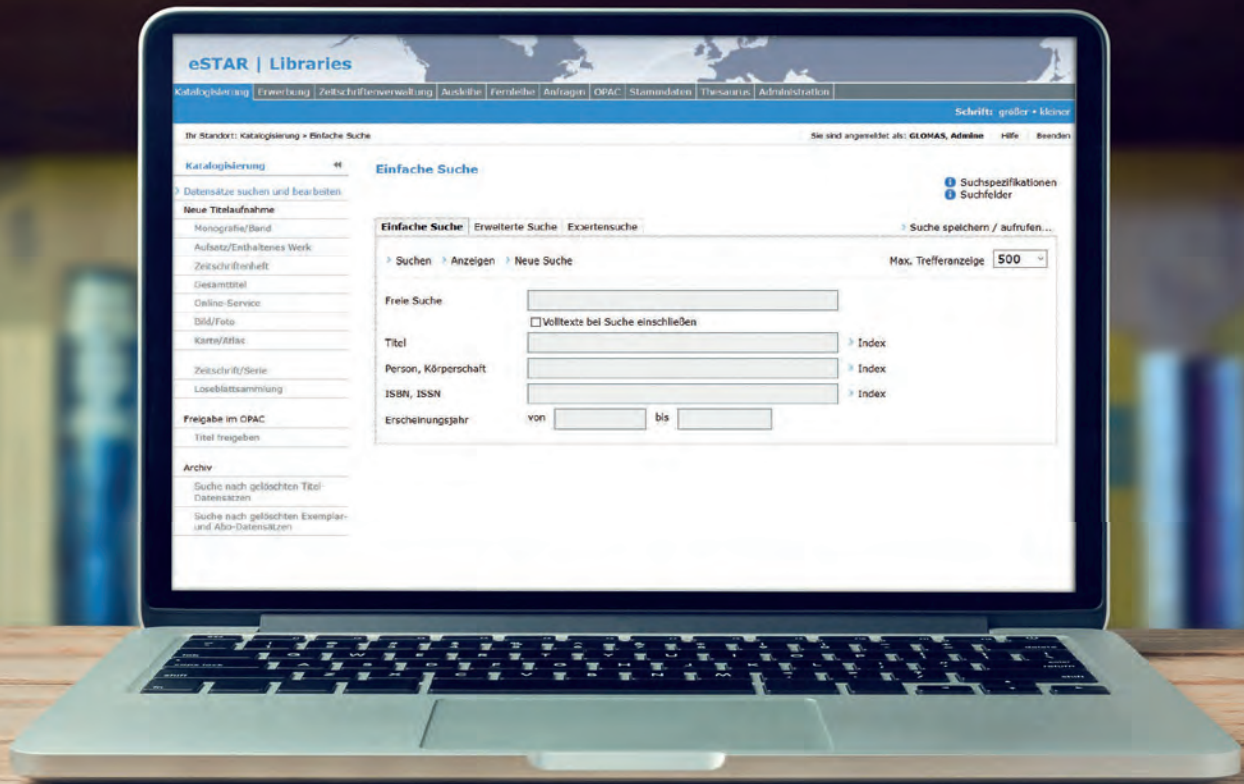 eSTAR | Libraries
Katalogisierung Erwerbung Zeitschriftenverwaltung Ausleihe Fernleihe Anfragen OPAC Stammdaten Thesaurus Administration
Schrift: größer • kleiner
Ihr Standort: Katalogisierung > Einfache Suche
Sie sind angemeldet als: GLOMAS, Admine Hilfe Beenden
Katalogisierung «
Datensätze suchen und bearbeiten
Neue Titelaufnahme
Monografie/Band
Aufsatz/Enthaltenes Werk
Zeitschriftenheft
Gesamttitel
Online-Service
Bild/Foto
Karte/Atlas
Zeitschrift/Serie
Loseblattsammlung
Freigabe im OPAC
Titel freigeben
Archiv
Suche nach gelöschten Titel-
Datensätzen
Suche nach gelöschten Exemplar-
und Abo-Datensätzen
Einfache Suche
Suchspezifikationen
Suchfelder
Einfache Suche Erweiterte Suche Expertensuche
Suche speichern / aufrufen...
Suchen Anzeigen Neue Suche
Max. Trefferanzeige 500
Freie Suche
Volltexte bei Suche einschließen
Titel Index
Person, Körperschaft Index
ISBN, ISSN Index
Erscheinungsjahr von bis